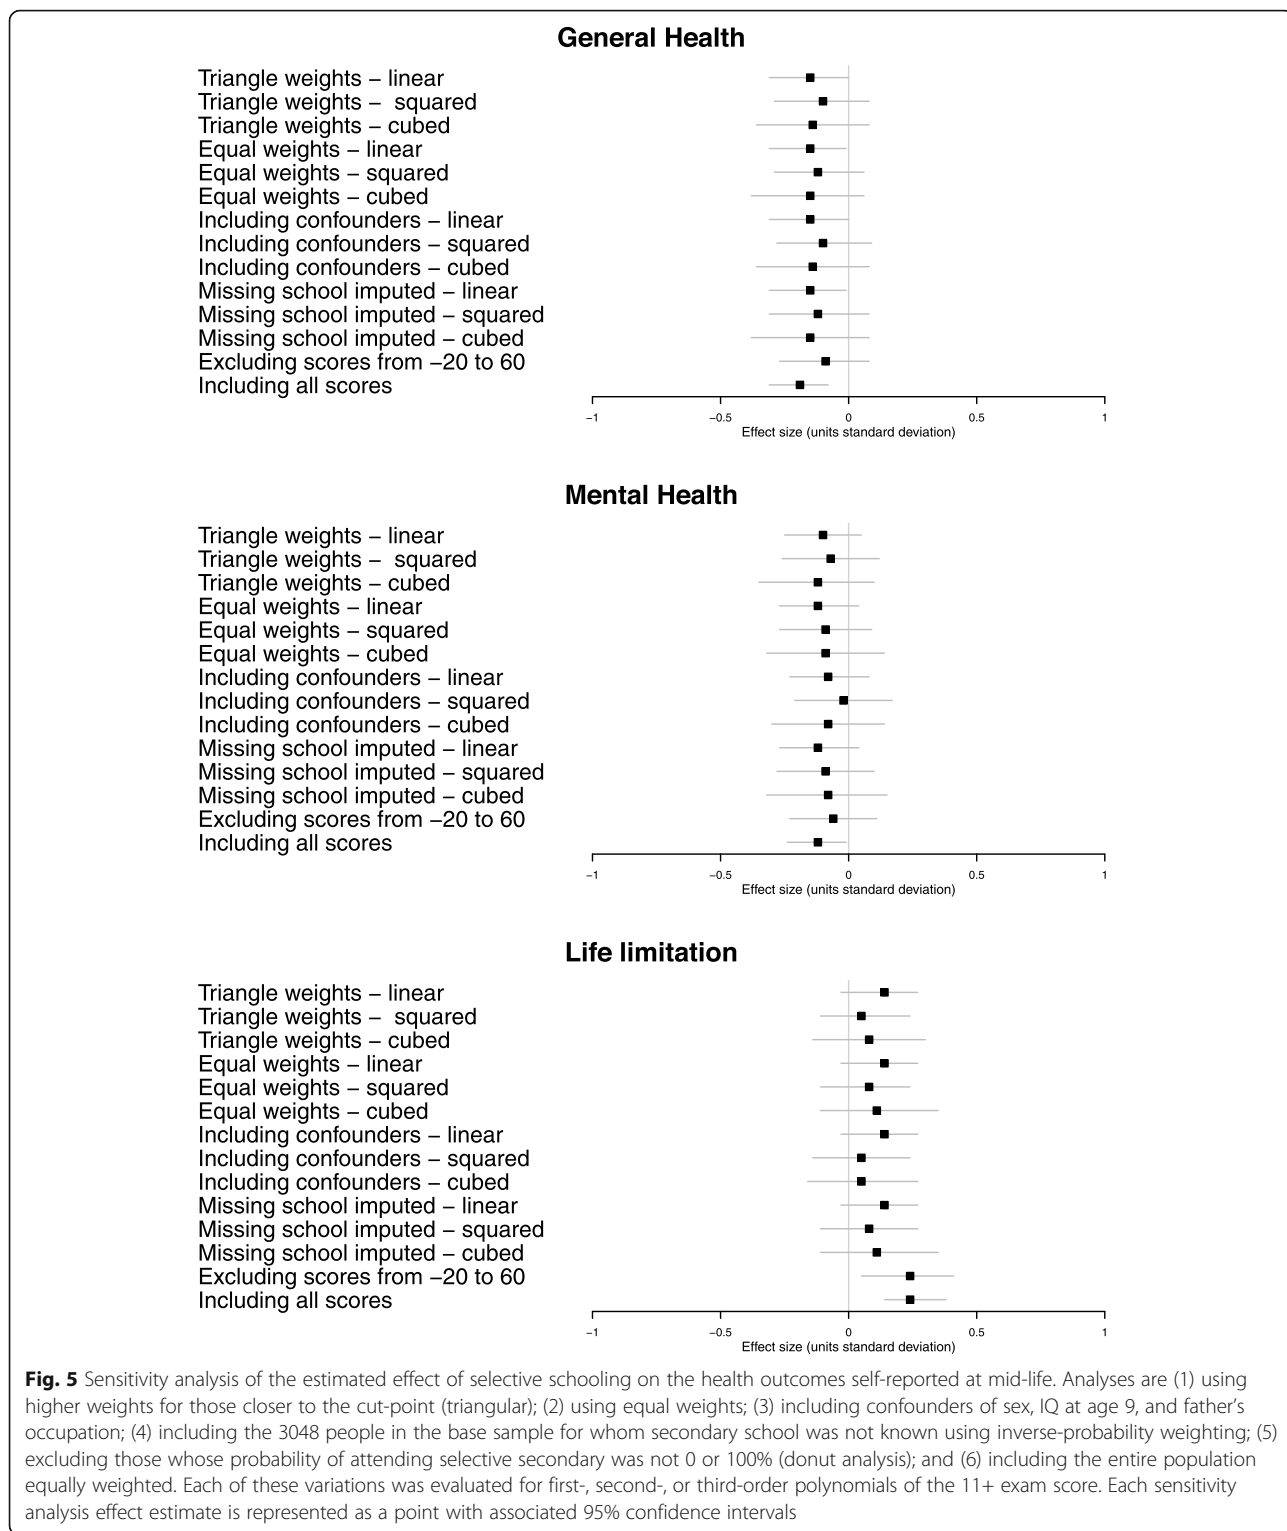 General Health
Triangle weights – linear
Triangle weights –  squared
Triangle weights – cubed
Equal weights – linear
Equal weights – squared
Equal weights – cubed
Including confounders – linear
Including confounders – squared
Including confounders – cubed
Missing school imputed – linear
Missing school imputed – squared
Missing school imputed – cubed
Excluding scores from −20 to 60
Including all scores
−1 −0.5 0 0.5 1
Effect size (units standard deviation)
Mental Health
Triangle weights – linear
Triangle weights –  squared
Triangle weights – cubed
Equal weights – linear
Equal weights – squared
Equal weights – cubed
Including confounders – linear
Including confounders – squared
Including confounders – cubed
Missing school imputed – linear
Missing school imputed – squared
Missing school imputed – cubed
Excluding scores from −20 to 60
Including all scores
−1 −0.5 0 0.5 1
Effect size (units standard deviation)
Life limitation
Triangle weights – linear
Triangle weights –  squared
Triangle weights – cubed
Equal weights – linear
Equal weights – squared
Equal weights – cubed
Including confounders – linear
Including confounders – squared
Including confounders – cubed
Missing school imputed – linear
Missing school imputed – squared
Missing school imputed – cubed
Excluding scores from −20 to 60
Including all scores
−1 −0.5 0 0.5 1
Effect size (units standard deviation)
Fig. 5 Sensitivity analysis of the estimated effect of selective schooling on the health outcomes self-reported at mid-life. Analyses are (1) using
higher weights for those closer to the cut-point (triangular); (2) using equal weights; (3) including confounders of sex, IQ at age 9, and father's
occupation; (4) including the 3048 people in the base sample for whom secondary school was not known using inverse-probability weighting; (5)
excluding those whose probability of attending selective secondary was not 0 or 100% (donut analysis); and (6) including the entire population
equally weighted. Each of these variations was evaluated for first-, second-, or third-order polynomials of the 11+ exam score. Each sensitivity
analysis effect estimate is represented as a point with associated 95% confidence intervals